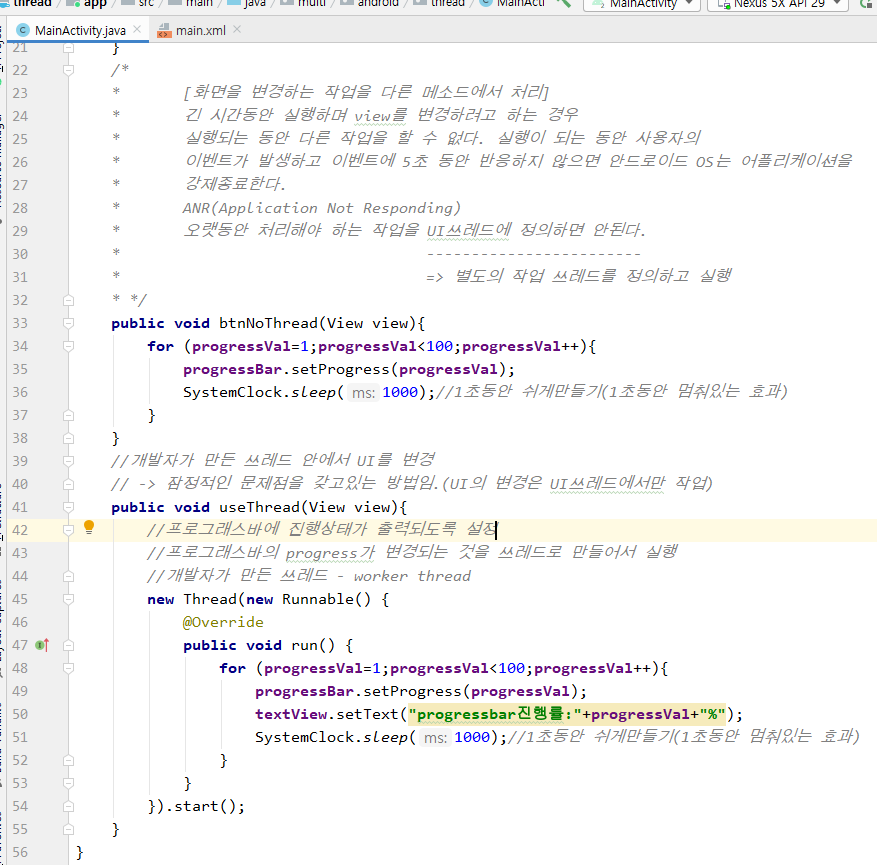 thread app src main java multi android thread MainActi MainActivity Nexus 5X API 29
MainActivity.java main.xml
21 }
22 /*
23 * [화면을 변경하는 작업을 다른 메소드에서 처리]
24 * 긴 시간동안 실행하며 view를 변경하려고 하는 경우
25 * 실행되는 동안 다른 작업을 할 수 없다. 실행이 되는 동안 사용자의
26 * 이벤트가 발생하고 이벤트에 5초 동안 반응하지 않으면 안드로이드 OS는 어플리케이션을
27 * 강제종료한다.
28 * ANR(Application Not Responding)
29 * 오랫동안 처리해야 하는 작업을 UI쓰레드에 정의하면 안된다.
30 * ------------------------
31 * => 별도의 작업 쓰레드를 정의하고 실행
32 * */
33 public void btnNoThread(View view){
34 for (progressVal=1;progressVal<100;progressVal++){
35 progressBar.setProgress(progressVal);
36 SystemClock.sleep( ms: 1000);//1초동안 쉬게만들기(1초동안 멈춰있는 효과)
37 }
38 }
39 //개발자가 만든 쓰레드 안에서 UI를 변경
40 // -> 잠정적인 문제점을 갖고있는 방법임.(UI의 변경은 UI쓰레드에서만 작업)
41 public void useThread(View view){
42 //프로그래스바에 진행상태가 출력되도록 설정
43 //프로그래스바의 progress가 변경되는 것을 쓰레드로 만들어서 실행
44 //개발자가 만든 쓰레드 - worker thread
45 new Thread(new Runnable() {
46 @Override
47 public void run() {
48 for (progressVal=1;progressVal<100;progressVal++){
49 progressBar.setProgress(progressVal);
50 textView.setText("progressbar진행률:"+progressVal+"%");
51 SystemClock.sleep( ms: 1000);//1초동안 쉬게만들기(1초동안 멈춰있는 효과)
52 }
53 }
54 }).start();
55 }
56 }